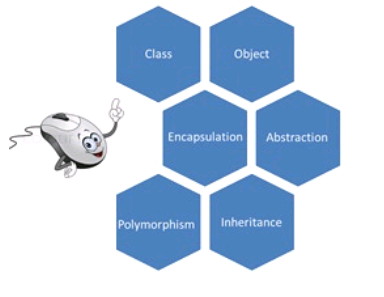 Class
Object
Encapsulation
Abstraction
Polymorphism
Inheritance